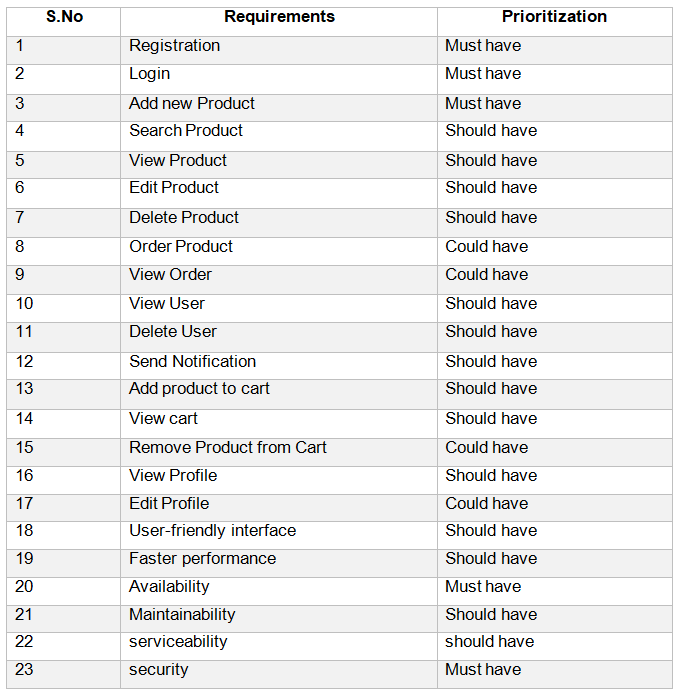 S.No Requirements Prioritization
1 Registration Must have
2 Login Must have
3 Add new Product Must have
4 Search Product Should have
5 View Product Should have
6 Edit Product Should have
7 Delete Product Should have
8 Order Product Could have
9 View Order Could have
10 View User Should have
11 Delete User Should have
12 Send Notification Should have
13 Add product to cart Should have
14 View cart Should have
15 Remove Product from Cart Could have
16 View Profile Should have
17 Edit Profile Could have
18 User-friendly interface Should have
19 Faster performance Should have
20 Availability Must have
21 Maintainability Should have
22 serviceability should have
23 security Must have